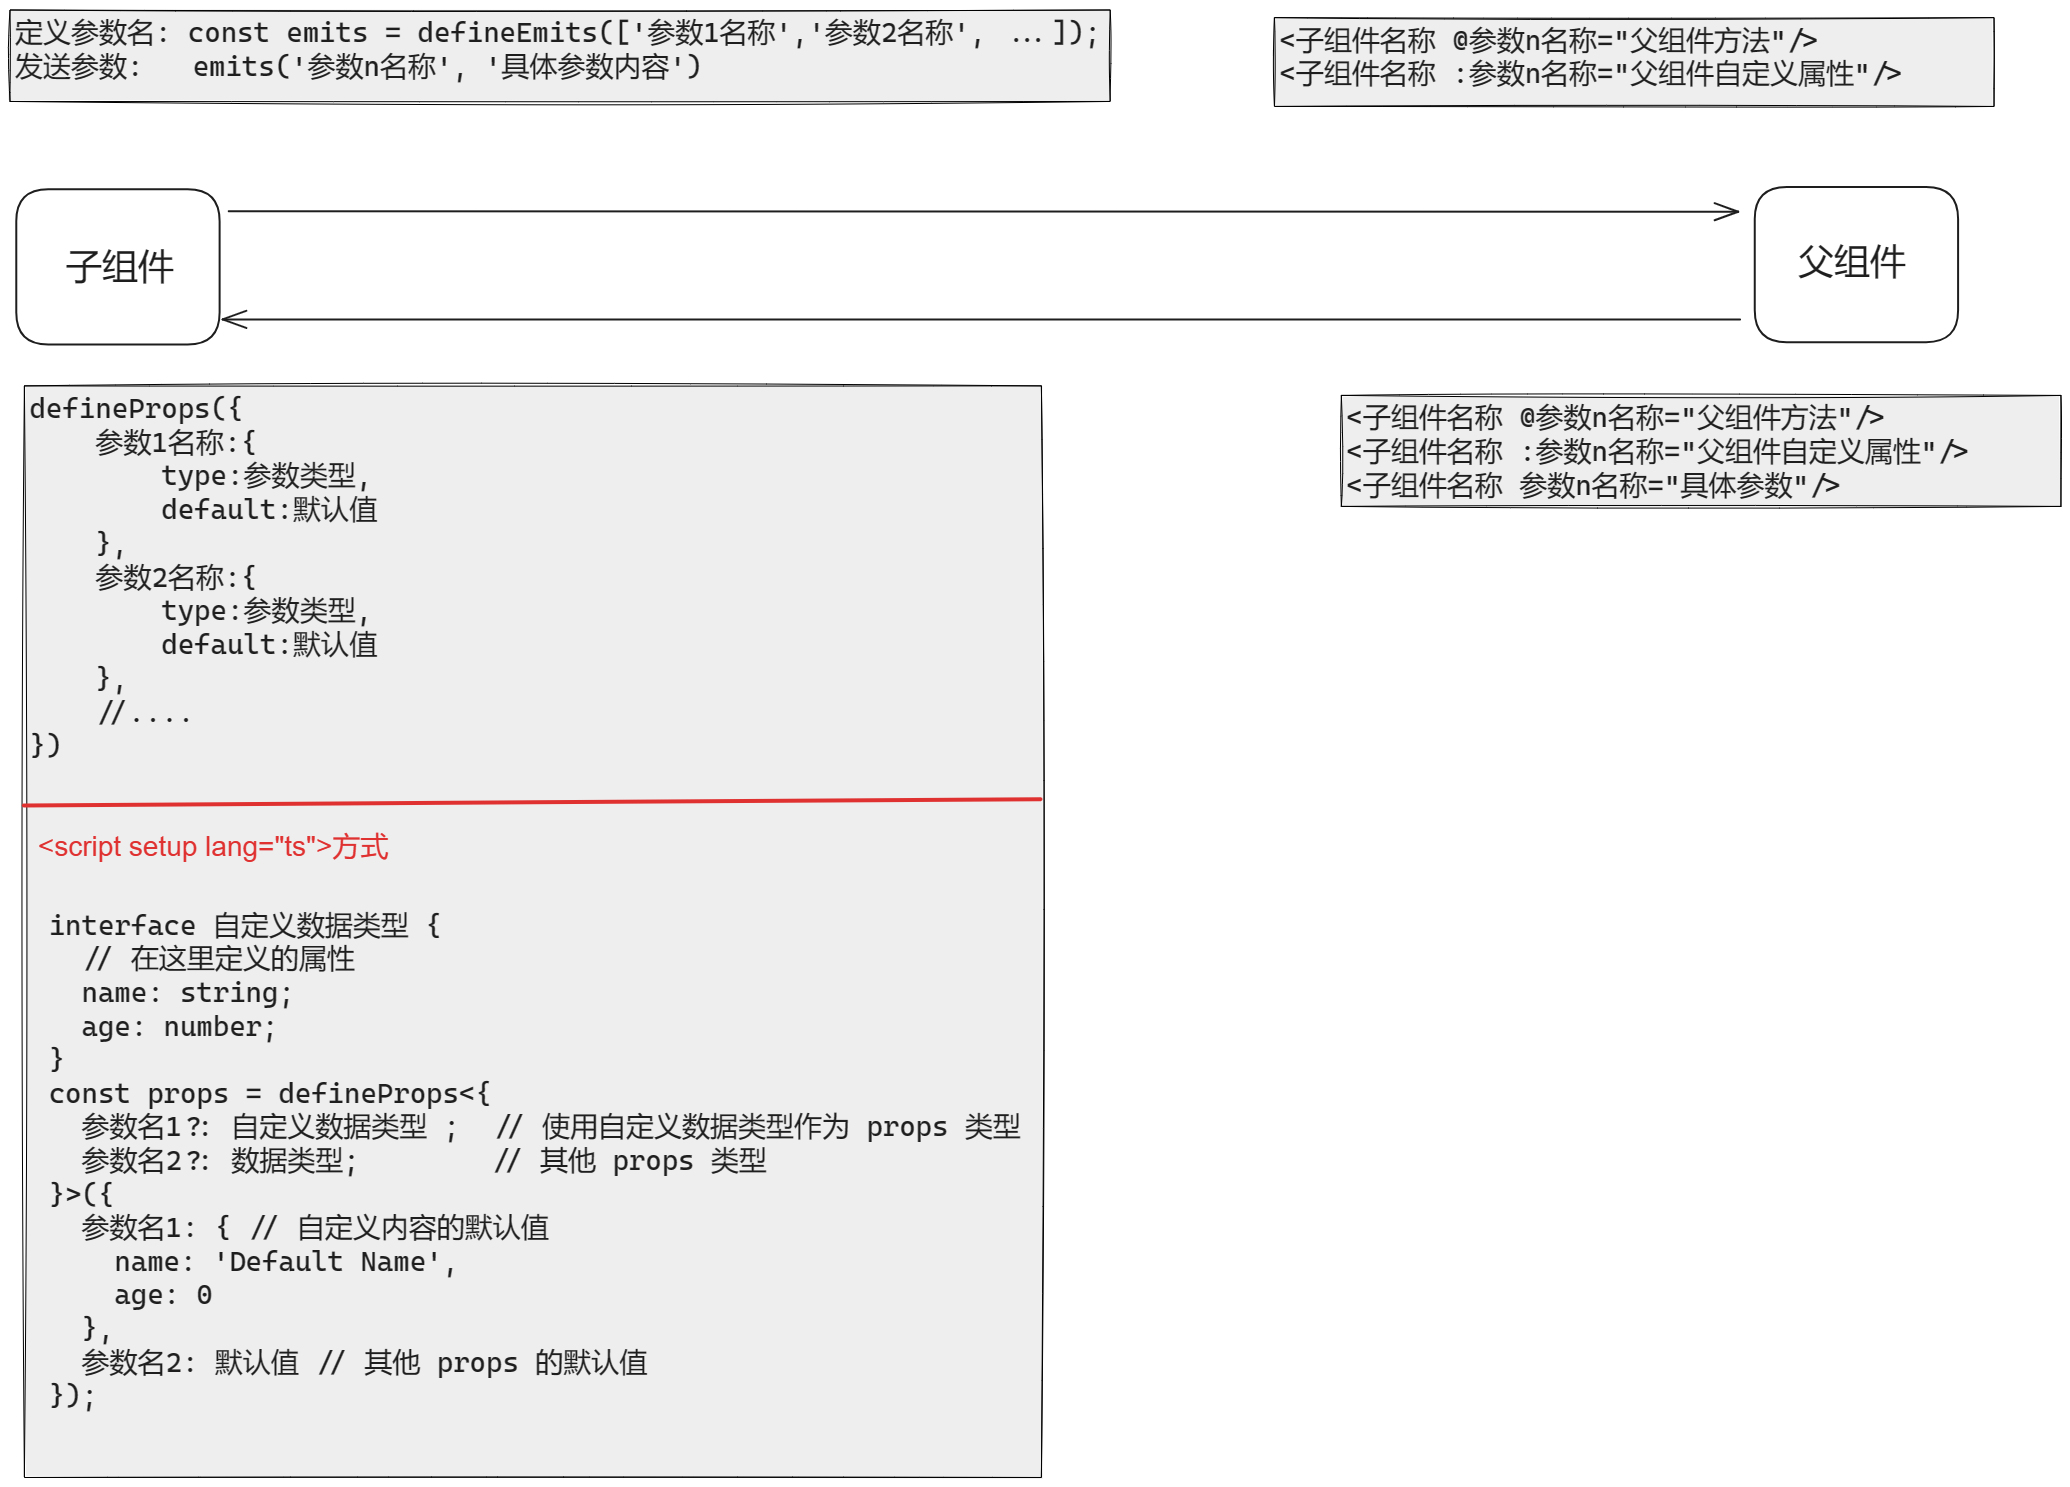 定义参数名: const emits = defineEmits(['参数1名称','参数2名称', ...]);
发送参数: emits('参数n名称', '具体参数内容')
<子组件名称 @参数n名称="父组件方法"/>
<子组件名称 :参数n名称="父组件自定义属性"/>
子组件
父组件
defineProps({
    参数1名称:{
        type:参数类型,
        default:默认值
    },
    参数2名称:{
        type:参数类型,
        default:默认值
    },
    //....
})
<子组件名称 @参数n名称="父组件方法"/>
<子组件名称 :参数n名称="父组件自定义属性"/>
<子组件名称 参数n名称="具体参数"/>
<script setup lang="ts">方式
interface 自定义数据类型 {
  // 在这里定义的属性
  name: string;
  age: number;
}
const props = defineProps<{
  参数名1?: 自定义数据类型 ;  // 使用自定义数据类型作为 props 类型
  参数名2?: 数据类型;        // 其他 props 类型
}>({
  参数名1: { // 自定义内容的默认值
    name: 'Default Name',
    age: 0
  },
  参数名2: 默认值 // 其他 props 的默认值
});